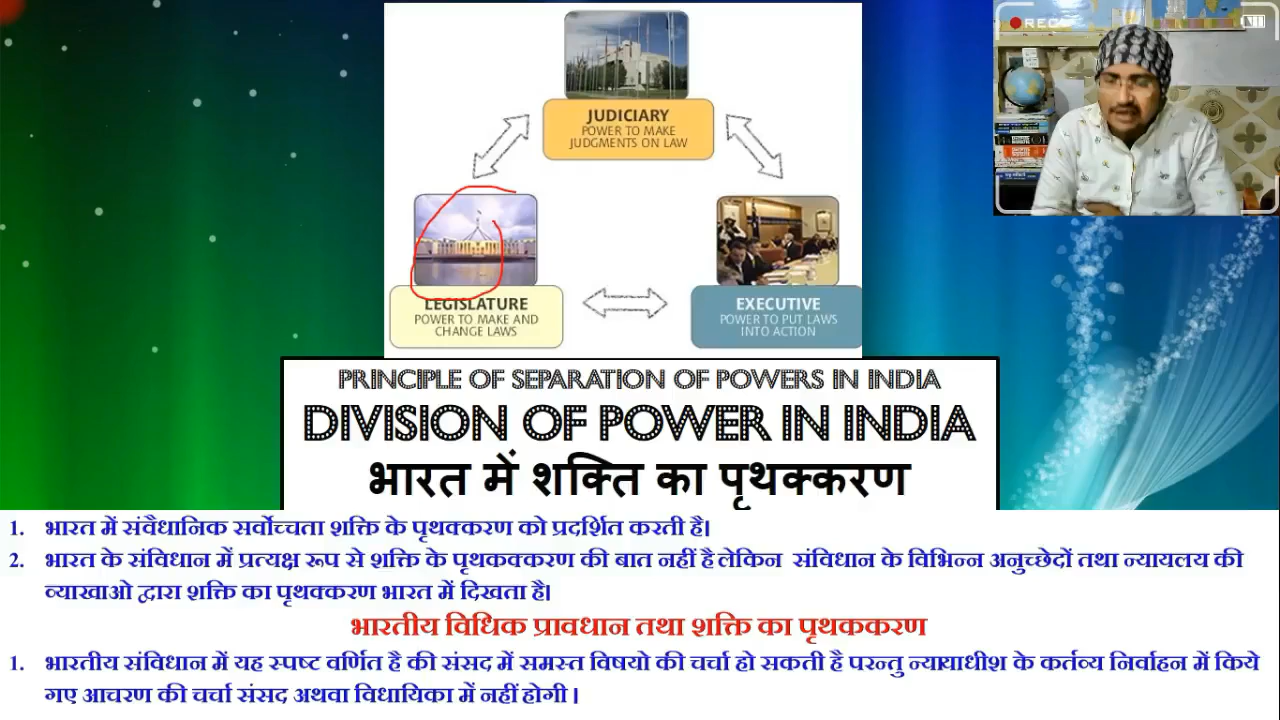 REC
JUDICIARY
POWER TO MAKE
JUDGMENTS ON LAW
LEGISLATURE
POWER TO MAKE AND
CHANGE LAWS
EXECUTIVE
POWER TO PUT LAWS
INTO ACTION
PRINCIPLE OF SEPARATION OF POWERS IN INDIA
DIVISION OF POWER IN INDIA
भारत में शक्ति का पृथक्करण
1. भारत में संवैधानिक सर्वोच्चता शक्ति के पृथक्करण को प्रदर्शित करती है।
2. भारत के संविधान में प्रत्यक्ष रूप से शक्ति के पृथकक्करण की बात नहीं है लेकिन संविधान के विभिन्न अनुच्छेदों तथा न्यायलय की
व्याखाओ द्वारा शक्ति का पृथक्करण भारत में दिखता है।
भारतीय विधिक प्रावधान तथा शक्ति का पृथककरण
1. भारतीय संविधान में यह स्पष्ट वर्णित है की संसद में समस्त विषयो की चर्चा हो सकती है परन्तु न्यायाधीश के कर्तव्य निर्वाहन में किये
गए आचरण की चर्चा संसद अथवा विधायिका में नहीं होगी ।